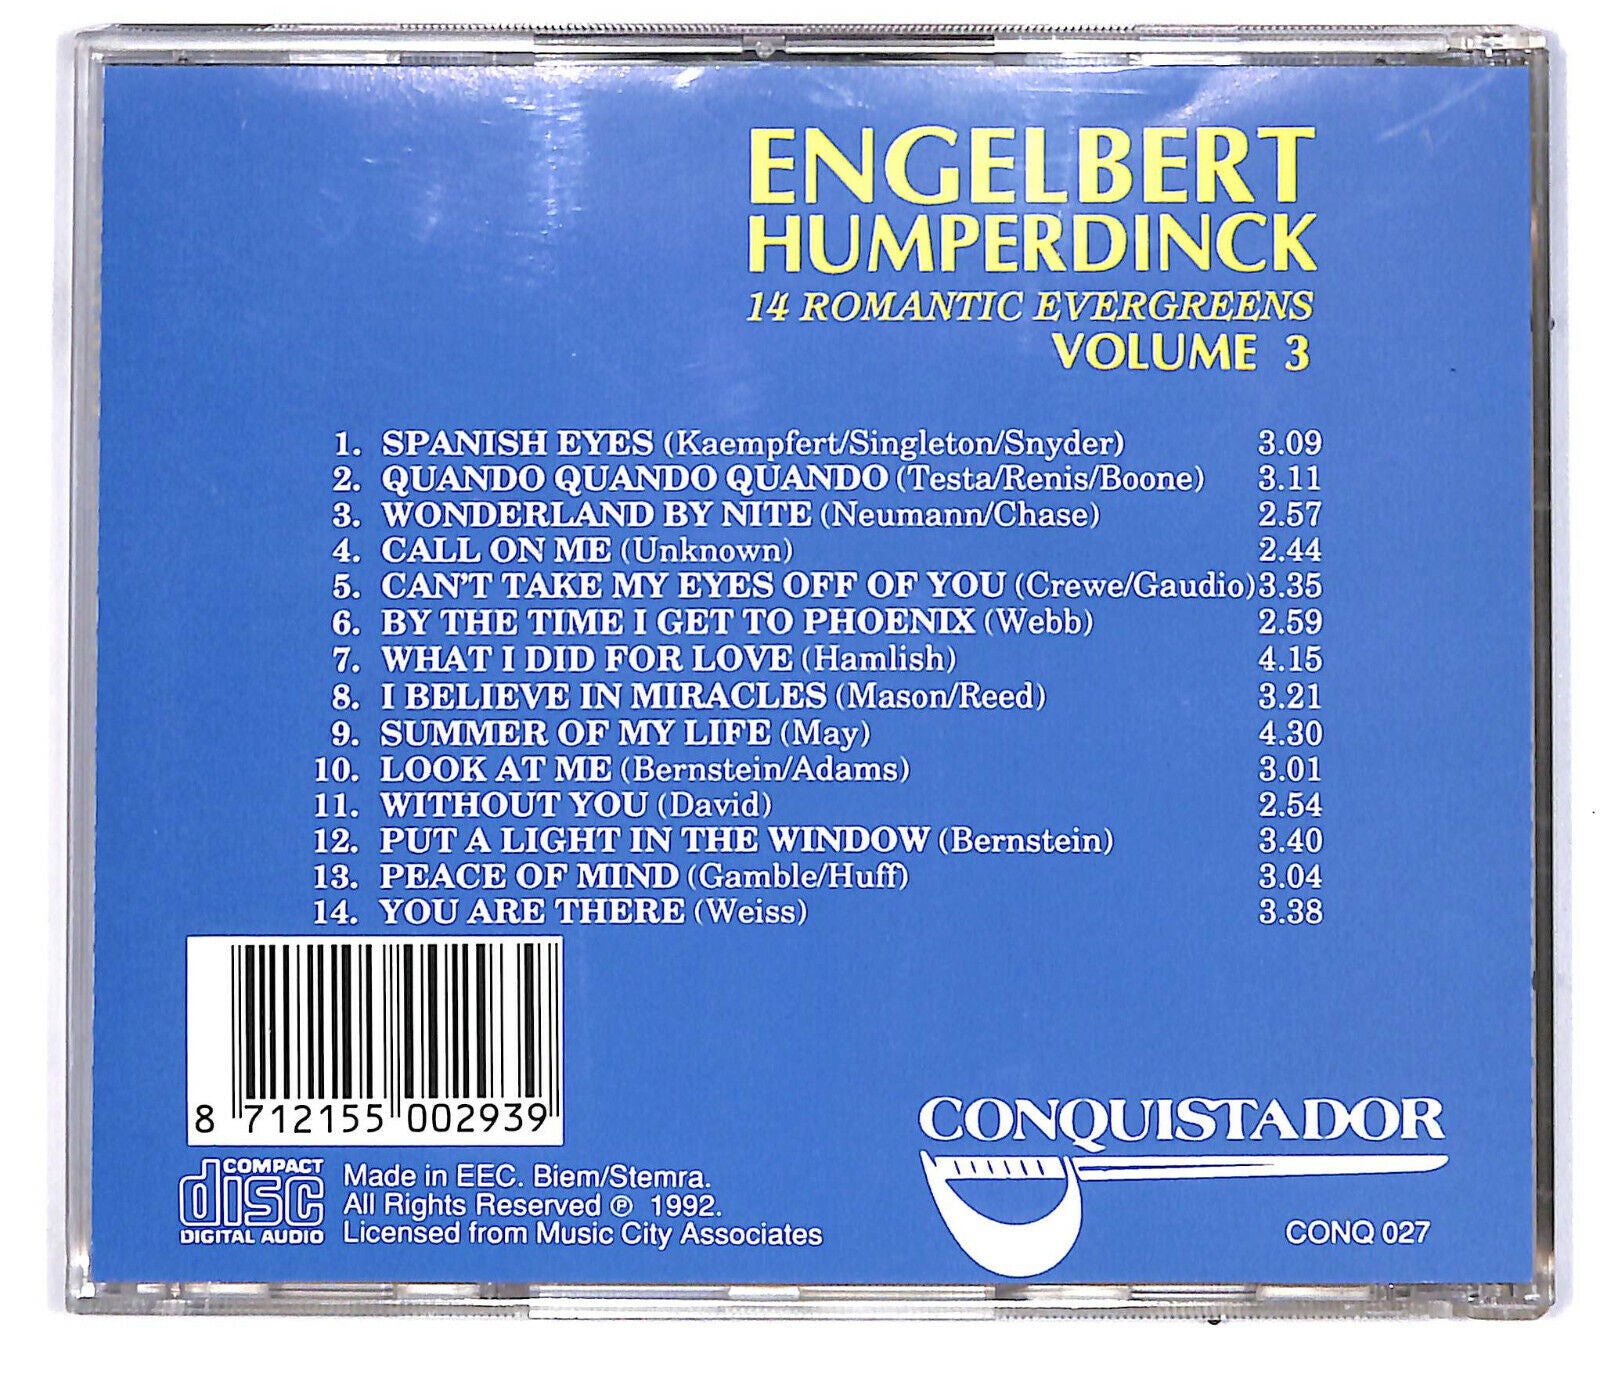 ENGELBERT
HUMPERDINCK
14 ROMANTIC EVERGREENS
VOLUME 3
1. SPANISH EYES (Kaempfert/Singleton/Snyder) 3.09
2. QUANDO QUANDO QUANDO (Testa/Renis/Boone) 3.11
3. WONDERLAND BY NITE (Neumann/Chase) 2.57
4. CALL ON ME (Unknown) 2.44
5. CAN'T TAKE MY EYES OFF OF YOU (Crewe/Gaudio) 3.35
6. BY THE TIME I GET TO PHOENIX (Webb) 2.59
7. WHAT I DID FOR LOVE (Hamlish) 4.15
8. I BELIEVE IN MIRACLES (Mason/Reed) 3.21
9. SUMMER OF MY LIFE (May) 4.30
10. LOOK AT ME (Bernstein/Adams) 3.01
11. WITHOUT YOU (David) 2.54
12. PUT A LIGHT IN THE WINDOW (Bernstein) 3.40
13. PEACE OF MIND (Gamble/Huff) 3.04
14. YOU ARE THERE (Weiss) 3.38
8 712155 002939
COMPACT
disc
DIGITAL AUDIO
Made in EEC. Biem/Stemra.
All Rights Reserved ℗ 1992.
Licensed from Music City Associates
CONQUISTADOR
CONQ 027